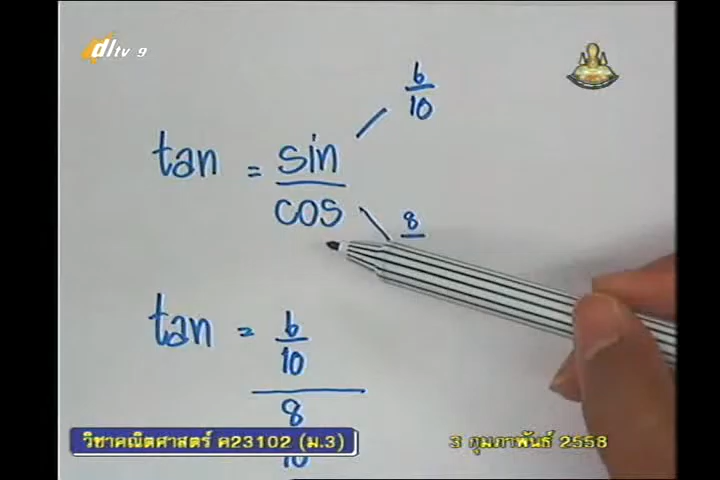 dltv 9
6
10
tan = sin
cos
8
tan = 6
10
8
10
วิชาคณิตศาสตร์ ค23102 (ม.3)
3 กุมภาพันธ์ 2558